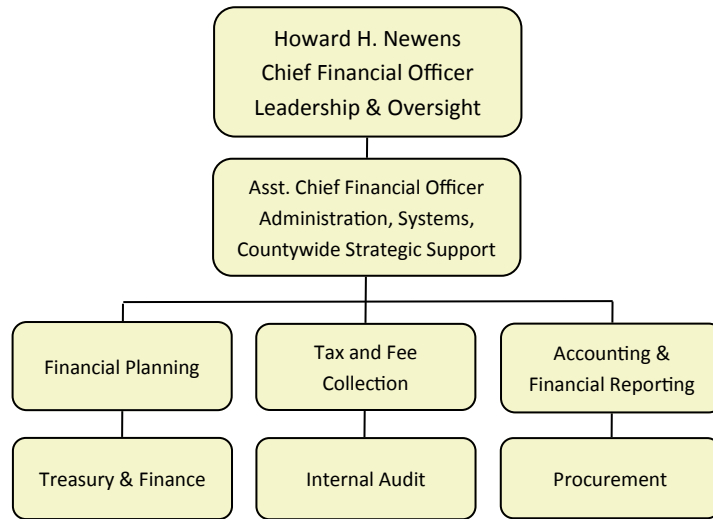 Howard H. Newens
Chief Financial Officer
Leadership & Oversight
Asst. Chief Financial Officer
Administration, Systems,
Countywide Strategic Support
Financial Planning
Tax and Fee
Collection
Accounting &
Financial Reporting
Treasury & Finance
Internal Audit
Procurement